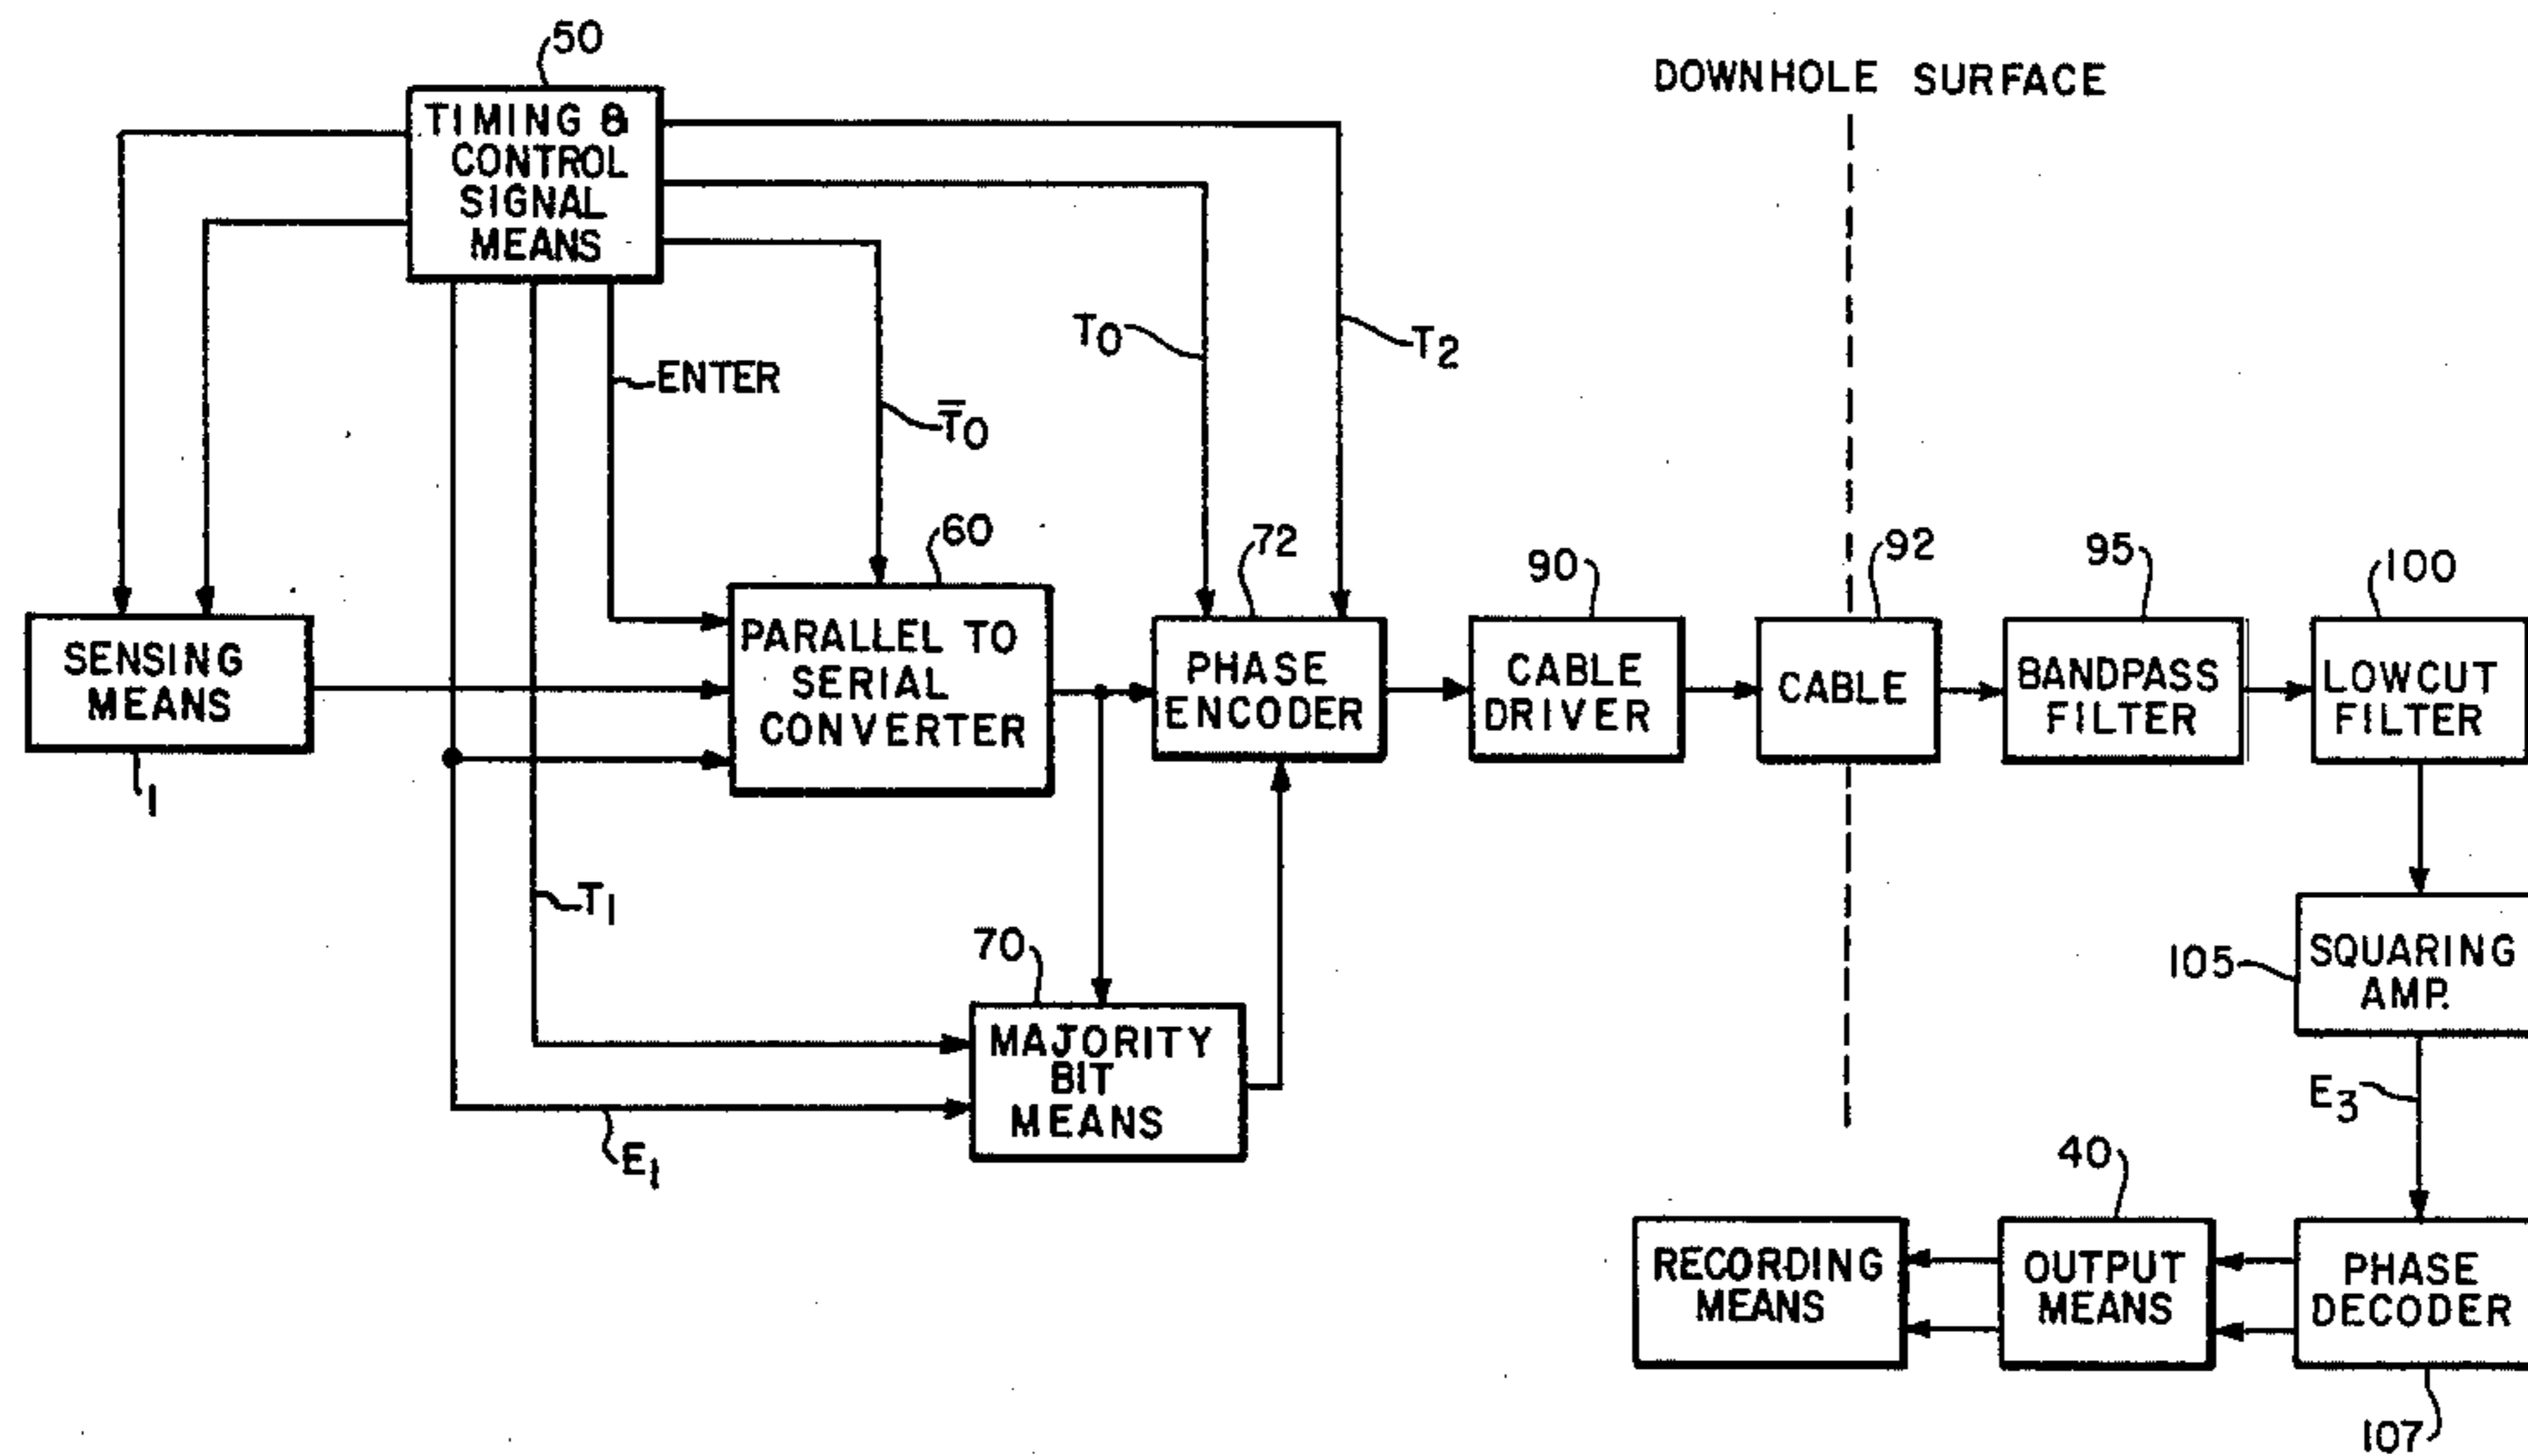 50
DOWNHOLE SURFACE
TIMING &
CONTROL
SIGNAL
MEANS
T0
T2
ENTER
T̅0
60
72
90
92
95
100
SENSING
MEANS
1
PARALLEL TO
SERIAL
CONVERTER
PHASE
ENCODER
CABLE
DRIVER
CABLE
BANDPASS
FILTER
LOWCUT
FILTER
T1
70
MAJORITY
BIT
MEANS
E1
105
SQUARING
AMP.
E3
40
RECORDING
MEANS
OUTPUT
MEANS
PHASE
DECODER
107